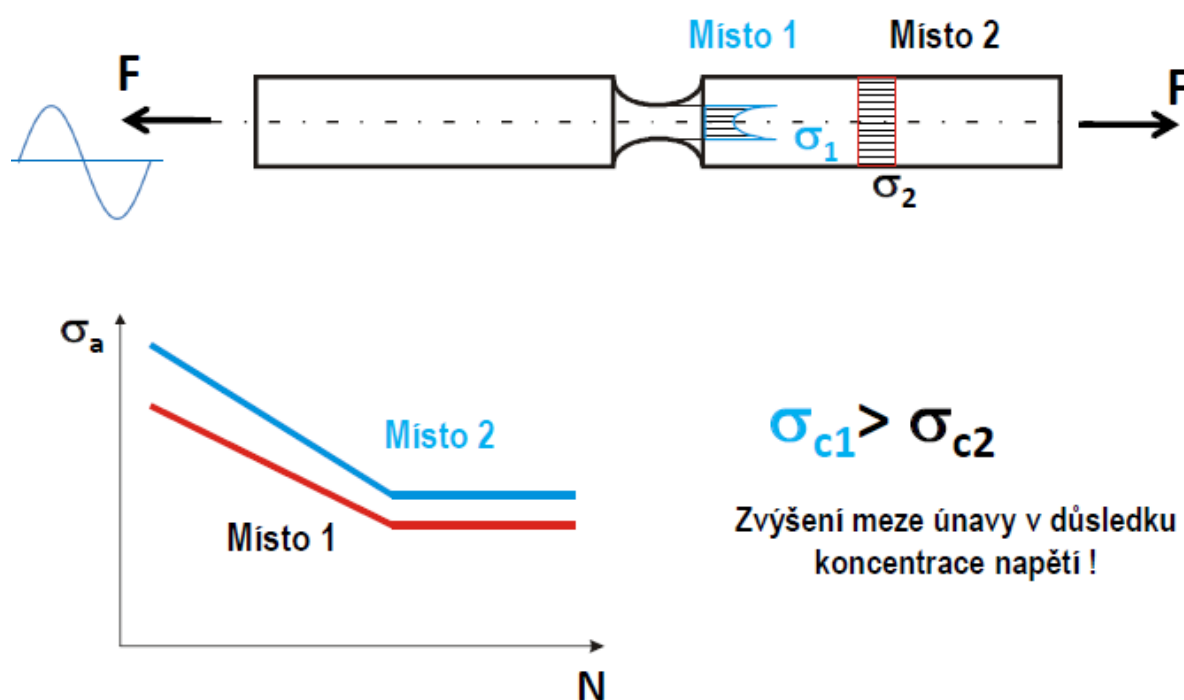 Místo 1
Místo 2
F
F
σ1
σ2
σa
Místo 2
Místo 1
N
σc1> σc2
Zvýšení meze únavy v důsledku
koncentrace napětí !